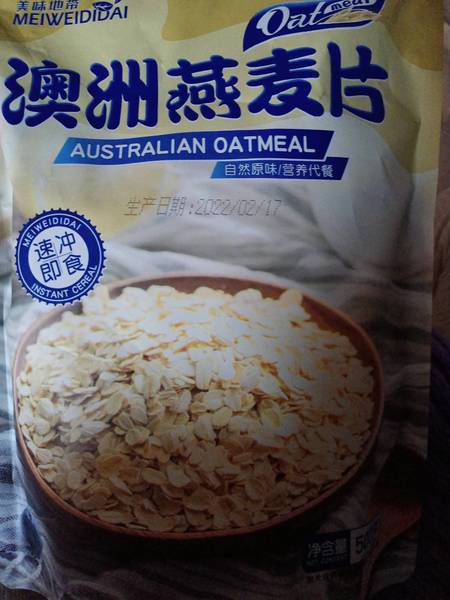 美味地带
MEIWEIDIDAI
Oatmeal
澳洲燕麦片
AUSTRALIAN OATMEAL
自然原味/营养代餐
生产日期:2022/02/17
MEIWEIDIDAI
速冲
即食
INSTANT CEREAL
净含量